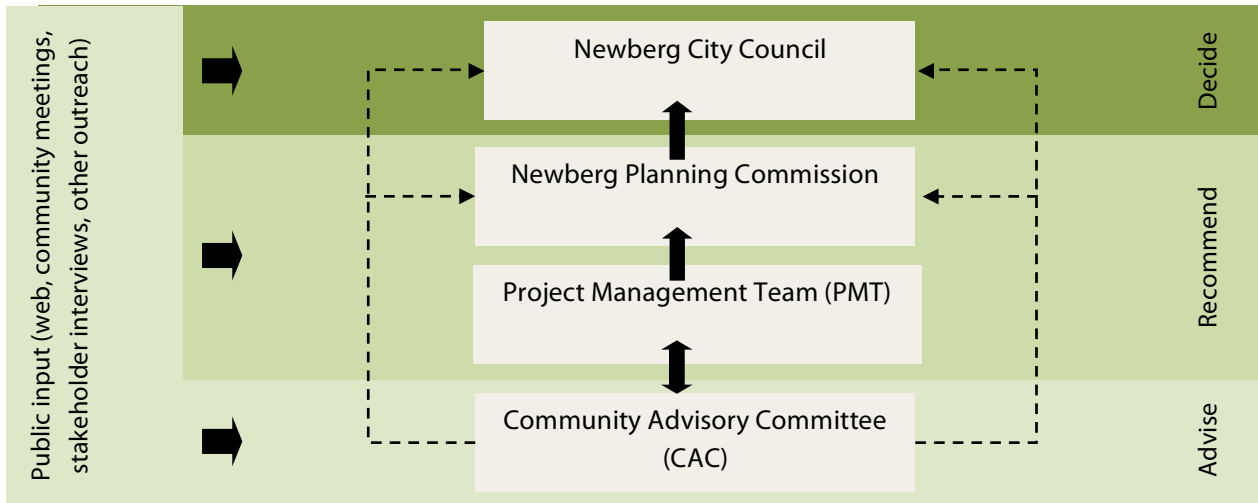 Public input (web, community meetings,
stakeholder interviews, other outreach)
Newberg City Council
Decide
Newberg Planning Commission
Project Management Team (PMT)
Recommend
Community Advisory Committee
(CAC)
Advise